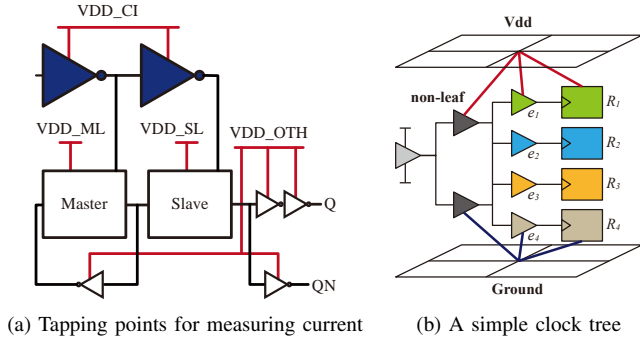 VDD_CI
VDD_ML
VDD_SL
VDD_OTH
Master
Slave
Q
QN
(a) Tapping points for measuring current
Vdd
non-leaf
e1
R1
e2
R2
e3
R3
e4
R4
Ground
(b) A simple clock tree